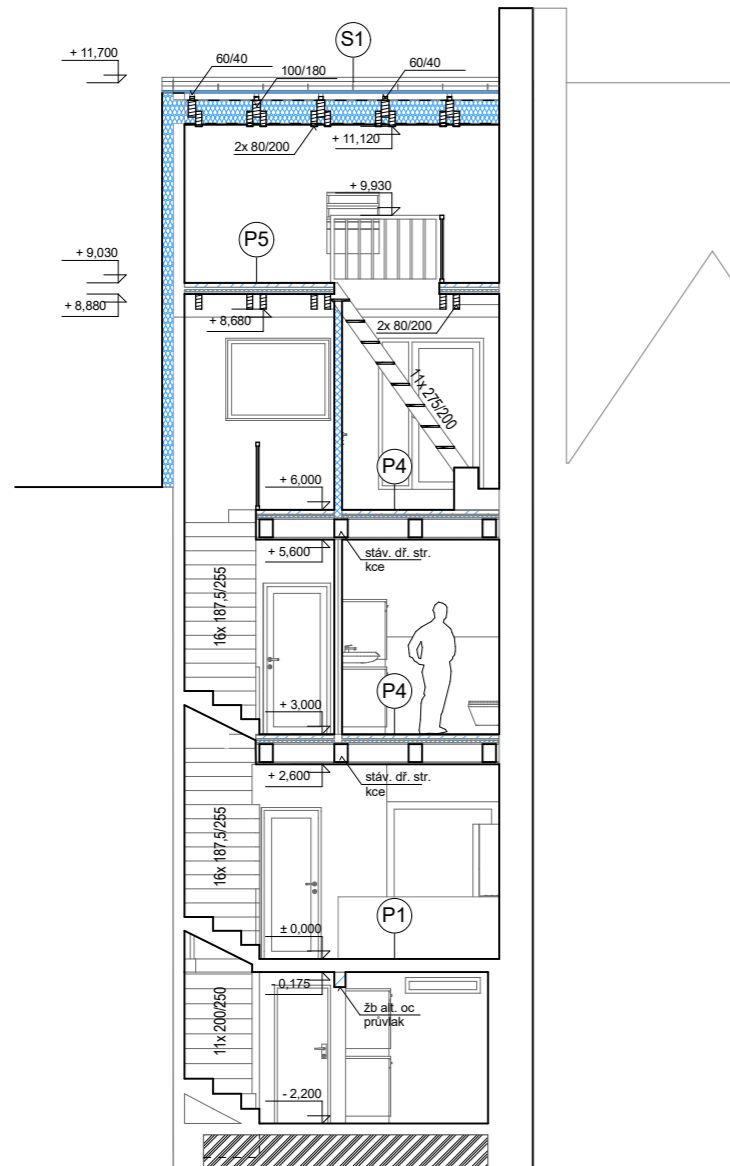 S1
+ 11,700
60/40
100/180
60/40
2x 80/200
+ 11,120
+ 9,930
P5
+ 9,030
+ 8,880
+ 8,680
2x 80/200
11x 275/200
P4
+ 6,000
+ 5,600
stáv. dř. str.
kce
16x 187,5/255
P4
+ 3,000
+ 2,600
stáv. dř. str.
kce
16x 187,5/255
P1
± 0,000
- 0,175
žb alt. oc
průvlak
11x 200/250
- 2,200